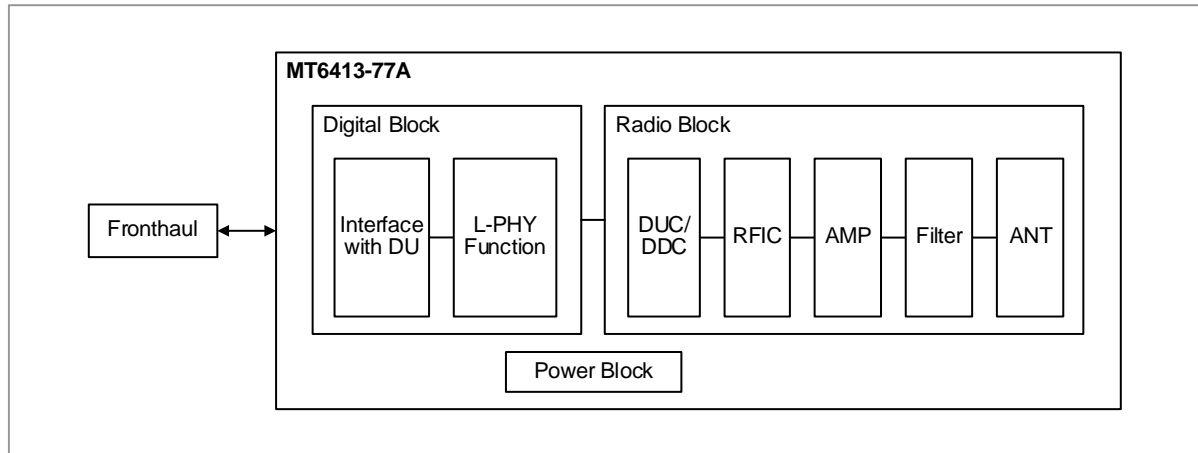 MT6413-77A
Digital Block
Radio Block
Fronthaul
Interface
with DU
L-PHY
Function
DUC/
DDC
RFIC
AMP
Filter
ANT
Power Block